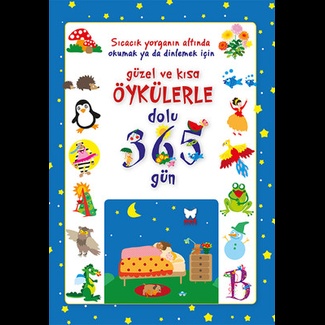 Sıcacık yorganın altında
okumak ya da dinlemek için
güzel ve kısa
ÖYKÜLERLE
dolu
365
gün
B